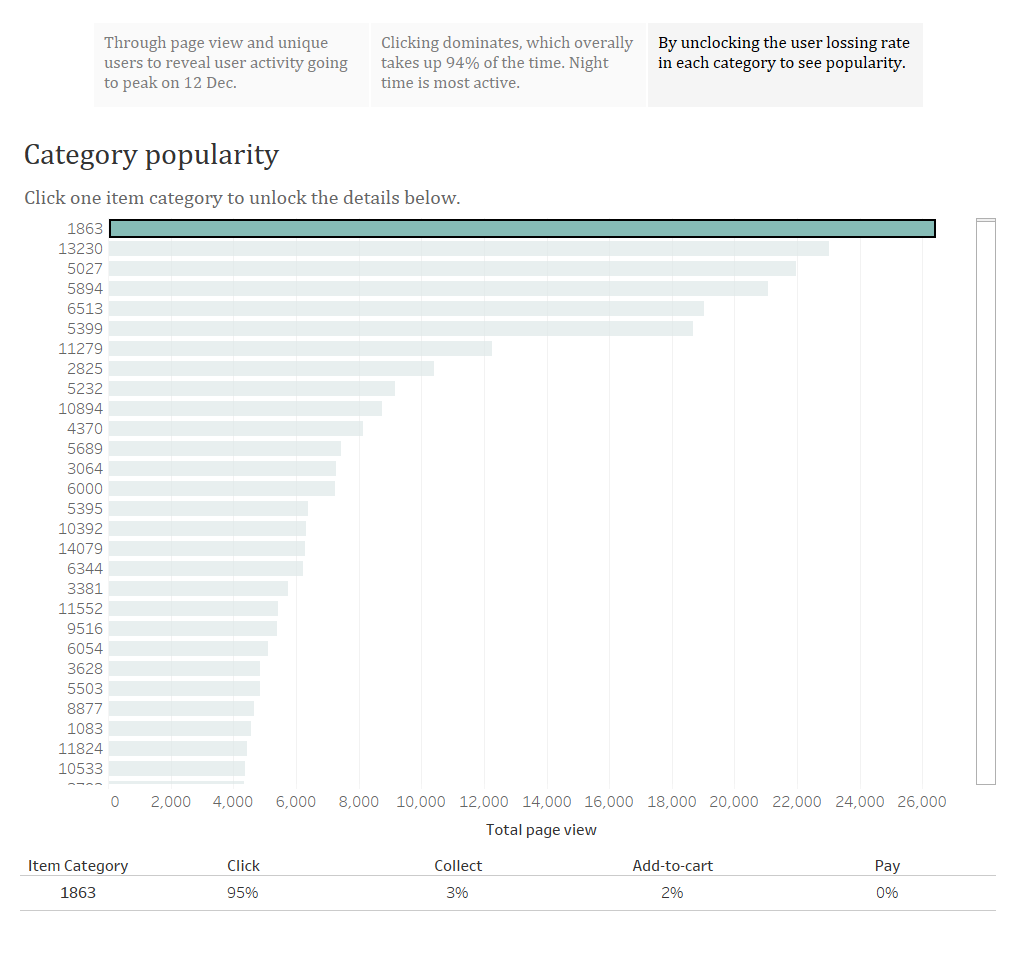 Through page view and unique
users to reveal user activity going
to peak on 12 Dec.
Clicking dominates, which overally
takes up 94% of the time. Night
time is most active.
By unclocking the user lossing rate
in each category to see popularity.
Category popularity
Click one item category to unlock the details below.
1863
13230
5027
5894
6513
5399
11279
2825
5232
10894
4370
5689
3064
6000
5395
10392
14079
6344
3381
11552
9516
6054
3628
5503
8877
1083
11824
10533
0 2,000 4,000 6,000 8,000 10,000 12,000 14,000 16,000 18,000 20,000 22,000 24,000 26,000
Total page view
Item Category Click Collect Add-to-cart Pay
1863 95% 3% 2% 0%